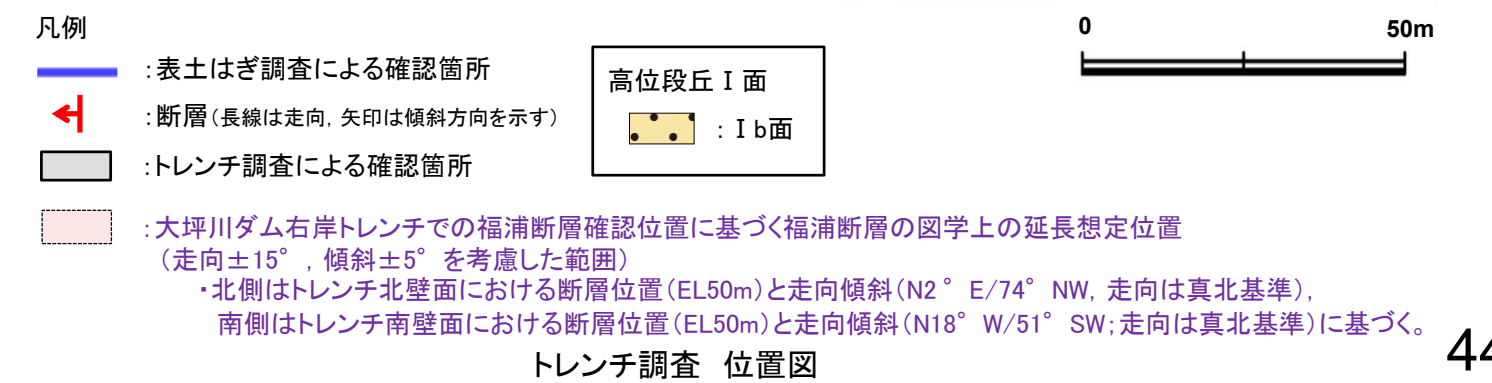 凡例
0 50m
:表土はぎ調査による確認箇所
:断層(長線は走向,矢印は傾斜方向を示す)
:トレンチ調査による確認箇所
高位段丘Ⅰ面
:Ⅰb面
:大坪川ダム右岸トレンチでの福浦断層確認位置に基づく福浦断層の図学上の延長想定位置
(走向±15°,傾斜±5°を考慮した範囲)
・北側はトレンチ北壁面における断層位置(EL50m)と走向傾斜(N2°E/74°NW,走向は真北基準),
南側はトレンチ南壁面における断層位置(EL50m)と走向傾斜(N18°W/51°SW;走向は真北基準)に基づく。
トレンチ調査 位置図
44